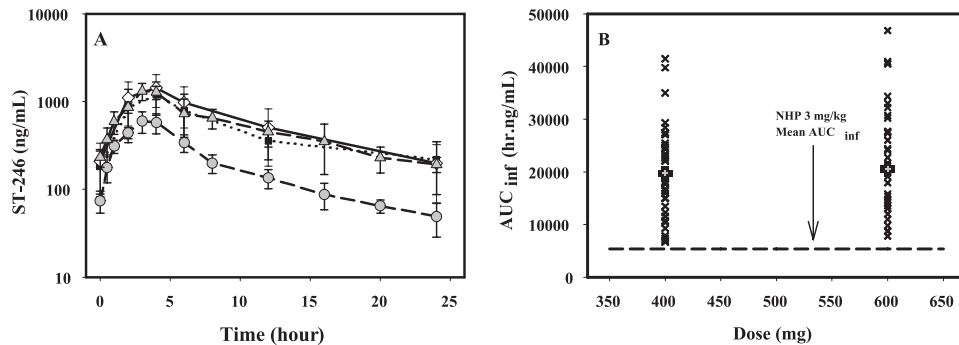 A
ST-246 (ng/mL)
10000
1000
100
10
0
5
10
15
20
25
Time (hour)
B
AUC inf (hr.ng/mL)
50000
40000
30000
20000
10000
0
NHP 3 mg/kg
Mean AUC inf
350
400
450
500
550
600
650
Dose (mg)